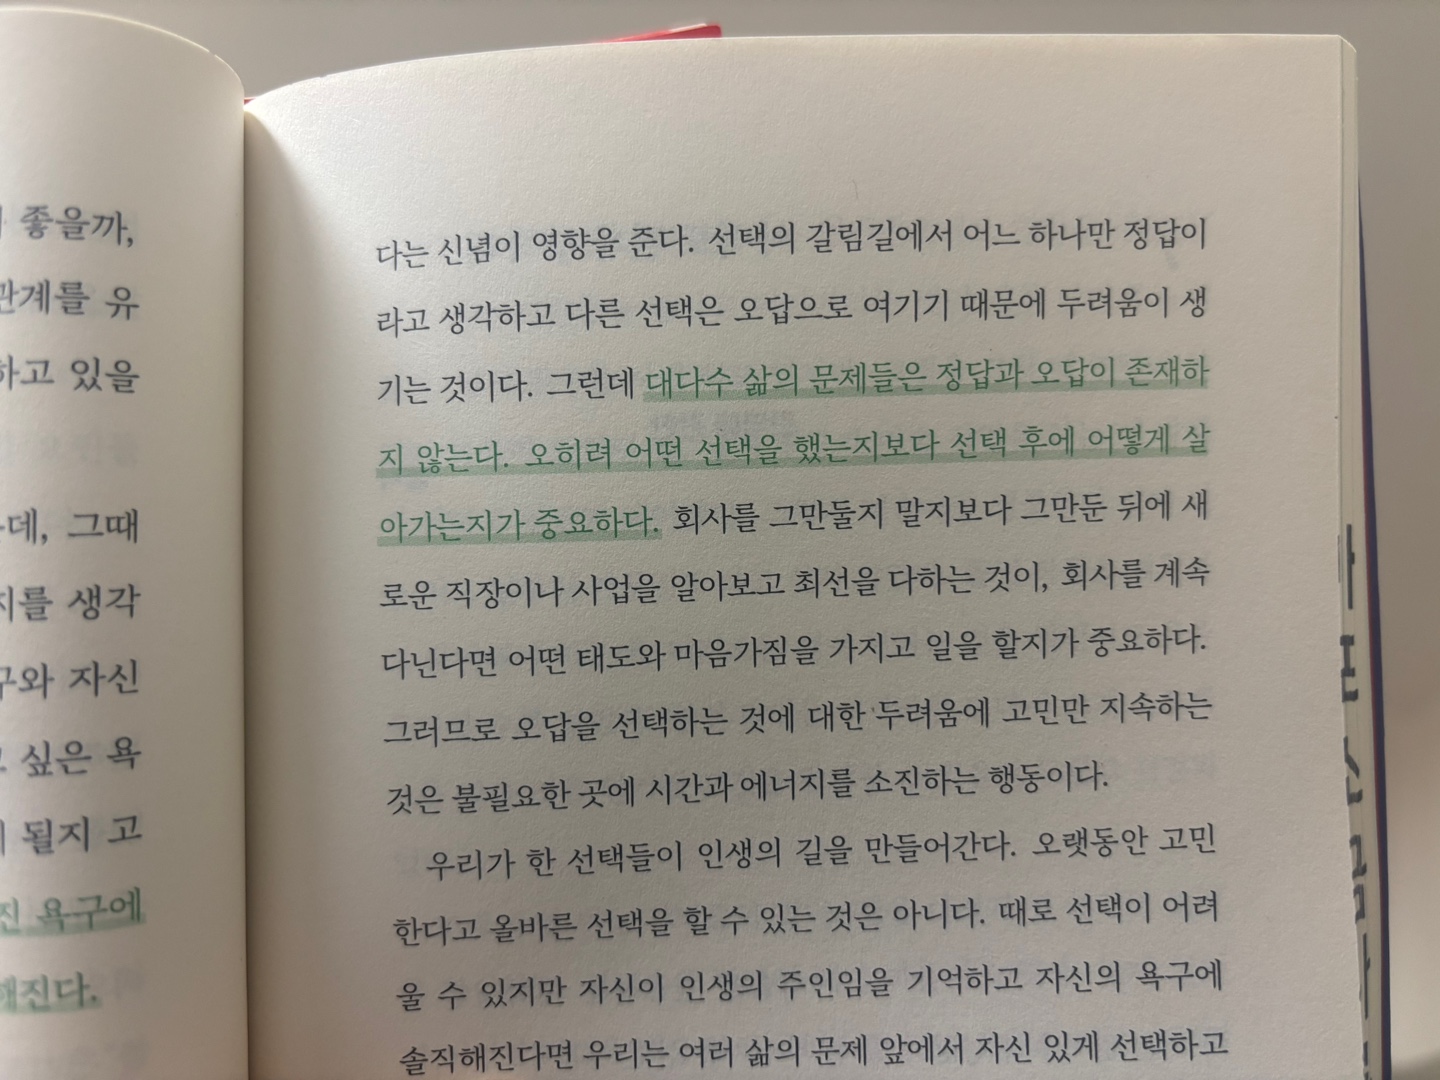 좋을까,
관계를 유
하고 있을
데, 그때
지를 생각
구와 자신
싶은 욕
될지 고
진 욕구에
해진다.
다는 신념이 영향을 준다. 선택의 갈림길에서 어느 하나만 정답이
라고 생각하고 다른 선택은 오답으로 여기기 때문에 두려움이 생
기는 것이다. 그런데 대다수 삶의 문제들은 정답과 오답이 존재하
지 않는다. 오히려 어떤 선택을 했는지보다 선택 후에 어떻게 살
아가는지가 중요하다. 회사를 그만둘지 말지보다 그만둔 뒤에 새
로운 직장이나 사업을 알아보고 최선을 다하는 것이, 회사를 계속
다닌다면 어떤 태도와 마음가짐을 가지고 일을 할지가 중요하다.
그러므로 오답을 선택하는 것에 대한 두려움에 고민만 지속하는
것은 불필요한 곳에 시간과 에너지를 소진하는 행동이다.
우리가 한 선택들이 인생의 길을 만들어간다. 오랫동안 고민
한다고 올바른 선택을 할 수 있는 것은 아니다. 때로 선택이 어려
울 수 있지만 자신이 인생의 주인임을 기억하고 자신의 욕구에
솔직해진다면 우리는 여러 삶의 문제 앞에서 자신 있게 선택하고